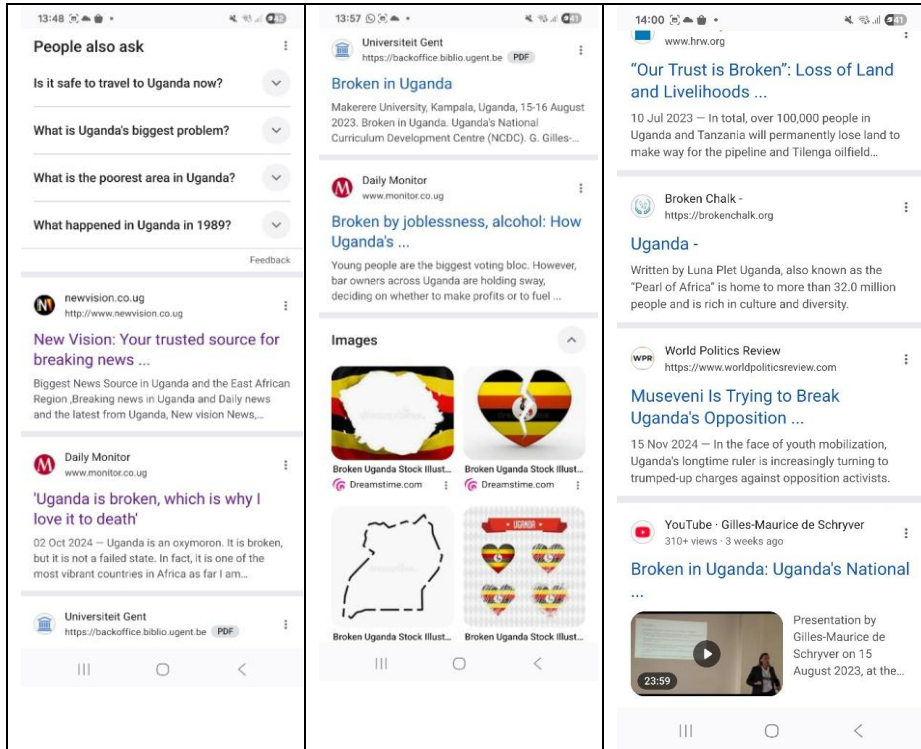 13:48
People also ask
Is it safe to travel to Uganda now?
What is Uganda's biggest problem?
What is the poorest area in Uganda?
What happened in Uganda in 1989?
Feedback
newvision.co.ug
http://www.newvision.co.ug
New Vision: Your trusted source for
breaking news ...
Biggest News Source in Uganda and the East African
Region ,Breaking news in Uganda and Daily news
and the latest from Uganda, New vision News,...
Daily Monitor
www.monitor.co.ug
'Uganda is broken, which is why I
love it to death'
02 Oct 2024 — Uganda is an oxymoron. It is broken,
but it is not a failed state. In fact, it is one of the
most vibrant countries in Africa as far I am...
Universiteit Gent
https://backoffice.biblio.ugent.be PDF
13:57 41
Universiteit Gent
https://backoffice.biblio.ugent.be PDF
Broken in Uganda
Makerere University, Kampala, Uganda, 15-16 August
2023. Broken in Uganda. Uganda's National
Curriculum Development Centre (NCDC). G. Gilles-...
Daily Monitor
www.monitor.co.ug
Broken by joblessness, alcohol: How
Uganda's ...
Young people are the biggest voting bloc. However,
bar owners across Uganda are holding sway,
deciding on whether to make profits or to fuel ...
Images
Broken Uganda Stock Illust...
Dreamstime.com
Broken Uganda Stock Illust...
Dreamstime.com
UGANDA
Broken Uganda Stock Illust...
Broken Uganda Stock Illust...
14:00 41
www.hrw.org
“Our Trust is Broken”: Loss of Land
and Livelihoods ...
10 Jul 2023 — In total, over 100,000 people in
Uganda and Tanzania will permanently lose land to
make way for the pipeline and Tilenga oilfield...
Broken Chalk -
https://brokenchalk.org
Uganda -
Written by Luna Plet Uganda, also known as the
“Pearl of Africa” is home to more than 32.0 million
people and is rich in culture and diversity.
WPR
World Politics Review
https://www.worldpoliticsreview.com
Museveni Is Trying to Break
Uganda's Opposition ...
15 Nov 2024 — In the face of youth mobilization,
Uganda's longtime ruler is increasingly turning to
trumped-up charges against opposition activists.
YouTube · Gilles-Maurice de Schryver
310+ views · 3 weeks ago
Broken in Uganda: Uganda's National
...
Presentation by
Gilles-Maurice de
Schryver on 15
August 2023, at the...
23:59